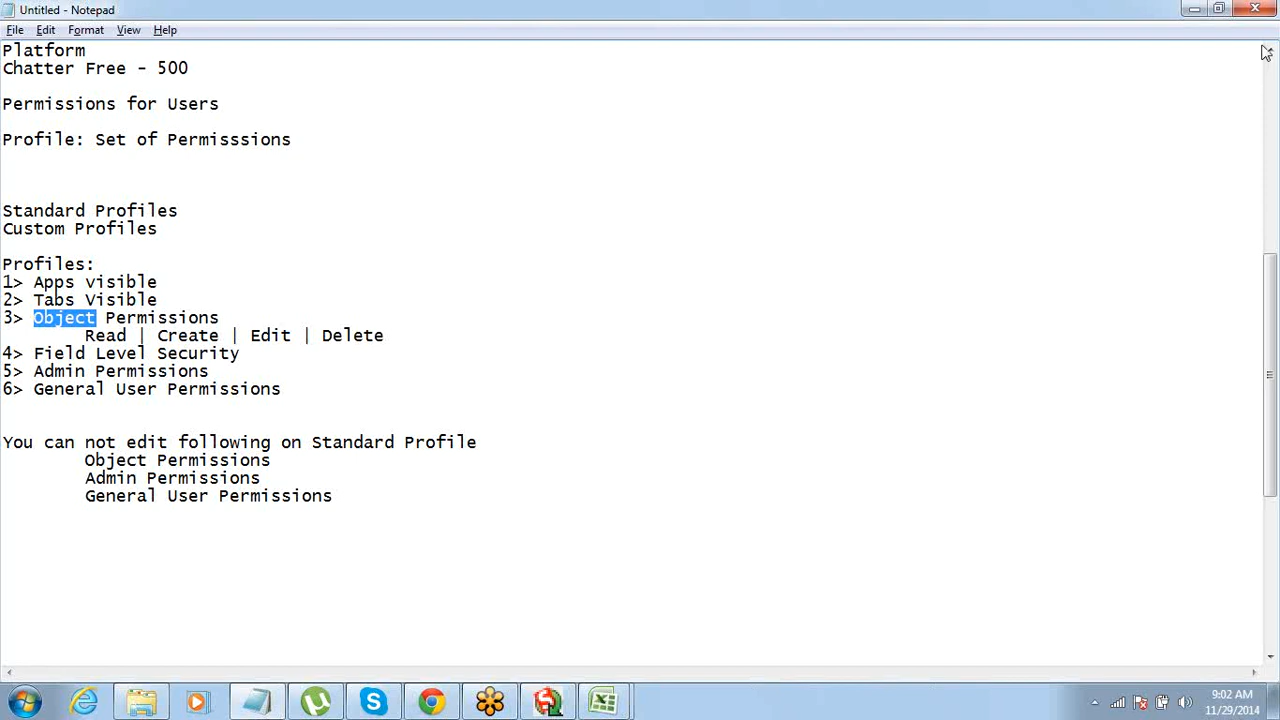 Untitled - Notepad
File Edit Format View Help
Platform
Chatter Free - 500
Permissions for Users
Profile: Set of Permisssions
Standard Profiles
Custom Profiles
Profiles:
1> Apps visible
2> Tabs Visible
3> Object Permissions
Read | Create | Edit | Delete
4> Field Level Security
5> Admin Permissions
6> General User Permissions
You can not edit following on Standard Profile
Object Permissions
Admin Permissions
General User Permissions
9:02 AM
11/29/2014